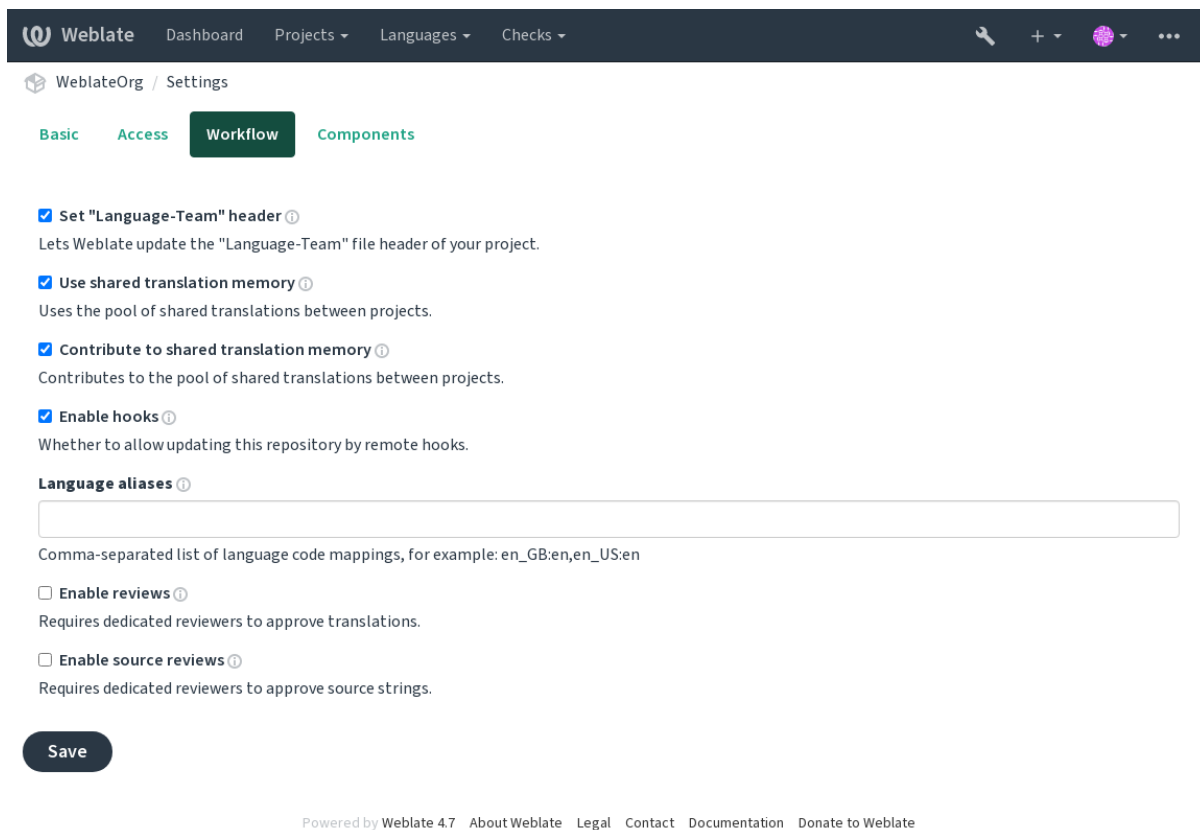 Weblate Dashboard Projects Languages Checks
WeblateOrg / Settings
Basic Access Workflow Components
Set "Language-Team" header
Lets Weblate update the "Language-Team" file header of your project.
Use shared translation memory
Uses the pool of shared translations between projects.
Contribute to shared translation memory
Contributes to the pool of shared translations between projects.
Enable hooks
Whether to allow updating this repository by remote hooks.
Language aliases
Comma-separated list of language code mappings, for example: en_GB:en,en_US:en
Enable reviews
Requires dedicated reviewers to approve translations.
Enable source reviews
Requires dedicated reviewers to approve source strings.
Save
Powered by Weblate 4.7 About Weblate Legal Contact Documentation Donate to Weblate